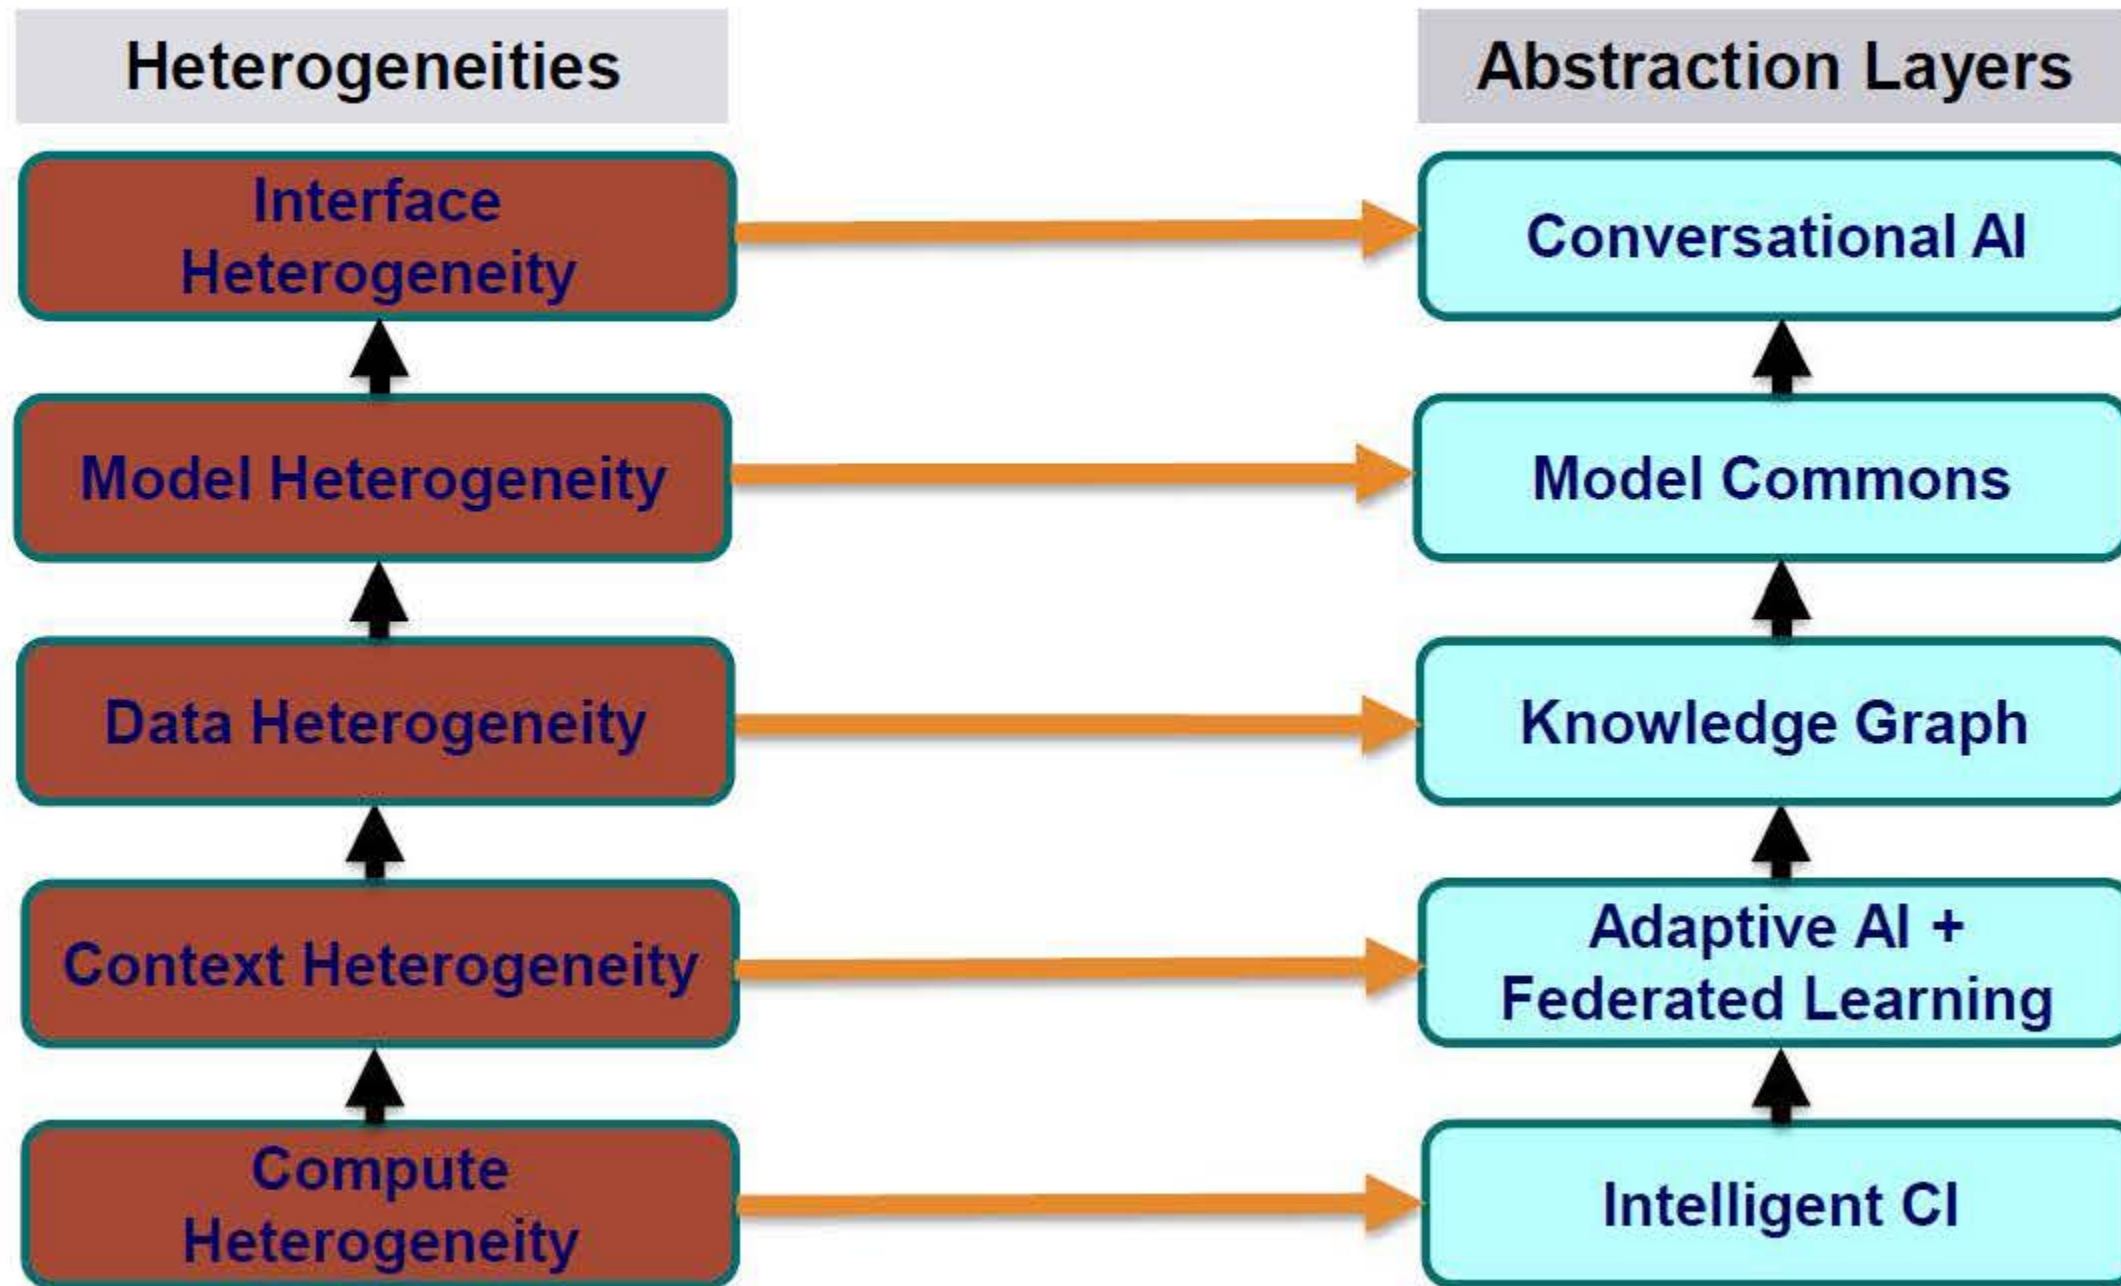 Heterogeneities
Abstraction Layers
Interface
Heterogeneity
Conversational AI
Model Heterogeneity
Model Commons
Data Heterogeneity
Knowledge Graph
Context Heterogeneity
Adaptive AI +
Federated Learning
Compute
Heterogeneity
Intelligent CI